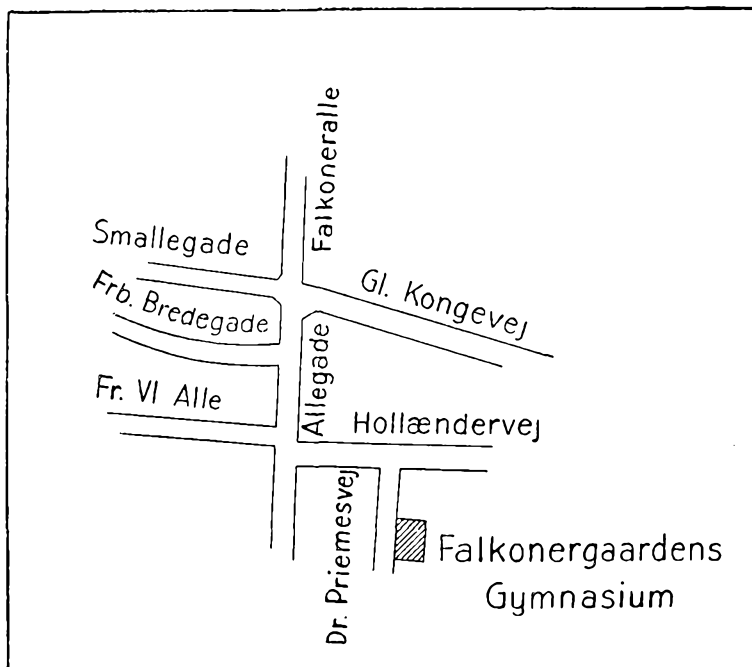 Falkoneralle
Smallegade
Gl. Kongevej
Frb. Bredegade
Allegade
Fr. VI Alle
Hollændervej
Dr. Priemesvej
Falkonergaardens
Gymnasium